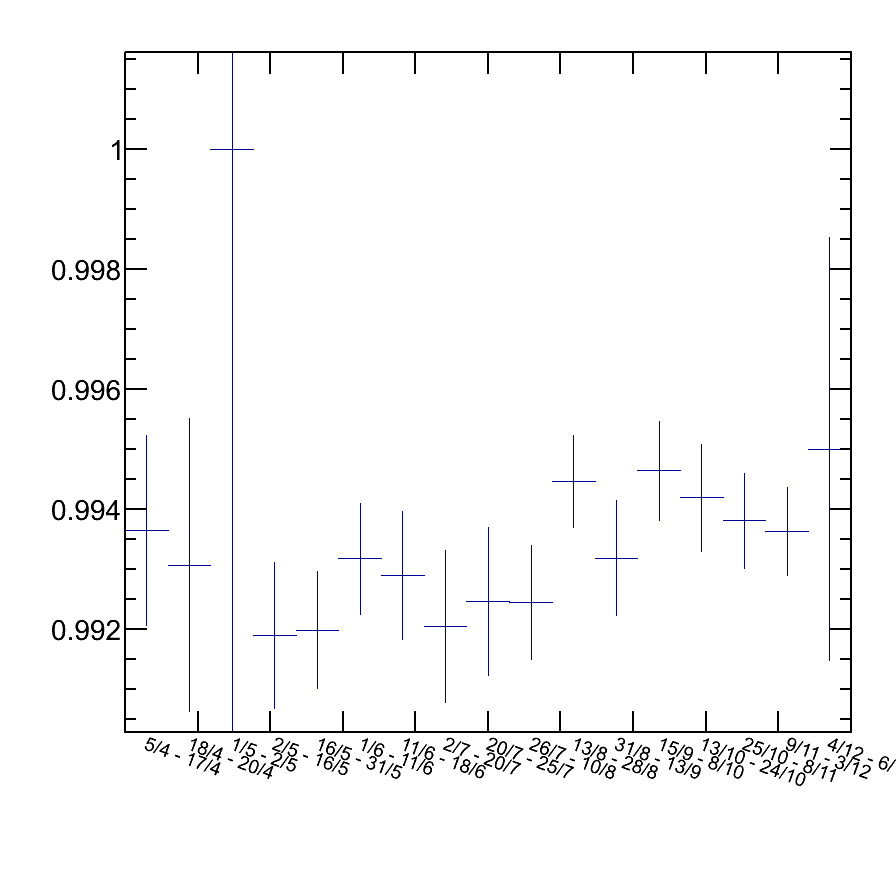 1
0.998
0.996
0.994
0.992
5/4 - 17/4
18/4 - 20/4
1/5 - 2/5
2/5 - 16/5
16/5 - 31/5
1/6 - 11/6
11/6 - 18/6
2/7 - 20/7
20/7 - 25/7
26/7 - 10/8
13/8 - 28/8
31/8 - 13/9
15/9 - 8/10
13/10 - 24/10
25/10 - 8/11
9/11 - 3/12
4/12 - 6/